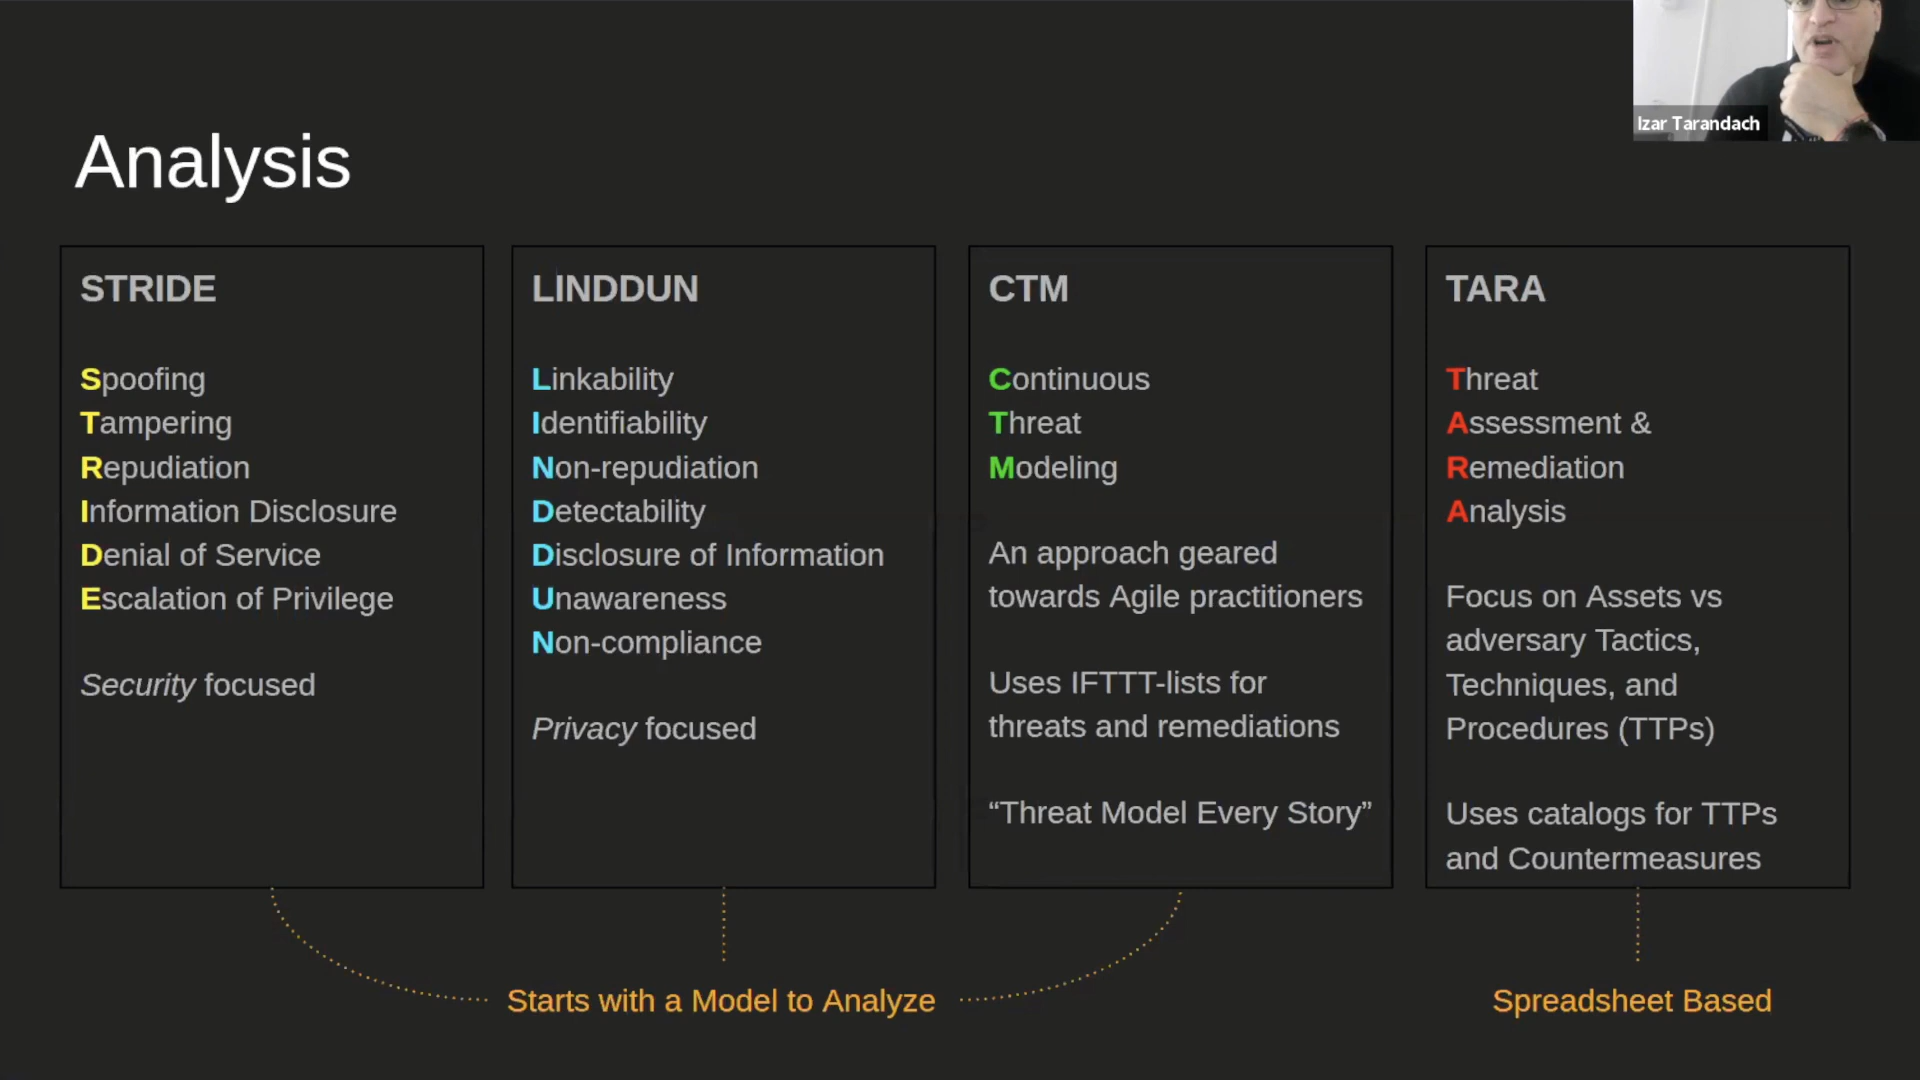 Izar Tarandach
Analysis
STRIDE
Spoofing
Tampering
Repudiation
Information Disclosure
Denial of Service
Escalation of Privilege
Security focused
LINDDUN
Linkability
Identifiability
Non-repudiation
Detectability
Disclosure of Information
Unawareness
Non-compliance
Privacy focused
CTM
Continuous
Threat
Modeling
An approach geared
towards Agile practitioners
Uses IFTTT-lists for
threats and remediations
“Threat Model Every Story”
TARA
Threat
Assessment &
Remediation
Analysis
Focus on Assets vs
adversary Tactics,
Techniques, and
Procedures (TTPs)
Uses catalogs for TTPs
and Countermeasures
Starts with a Model to Analyze
Spreadsheet Based